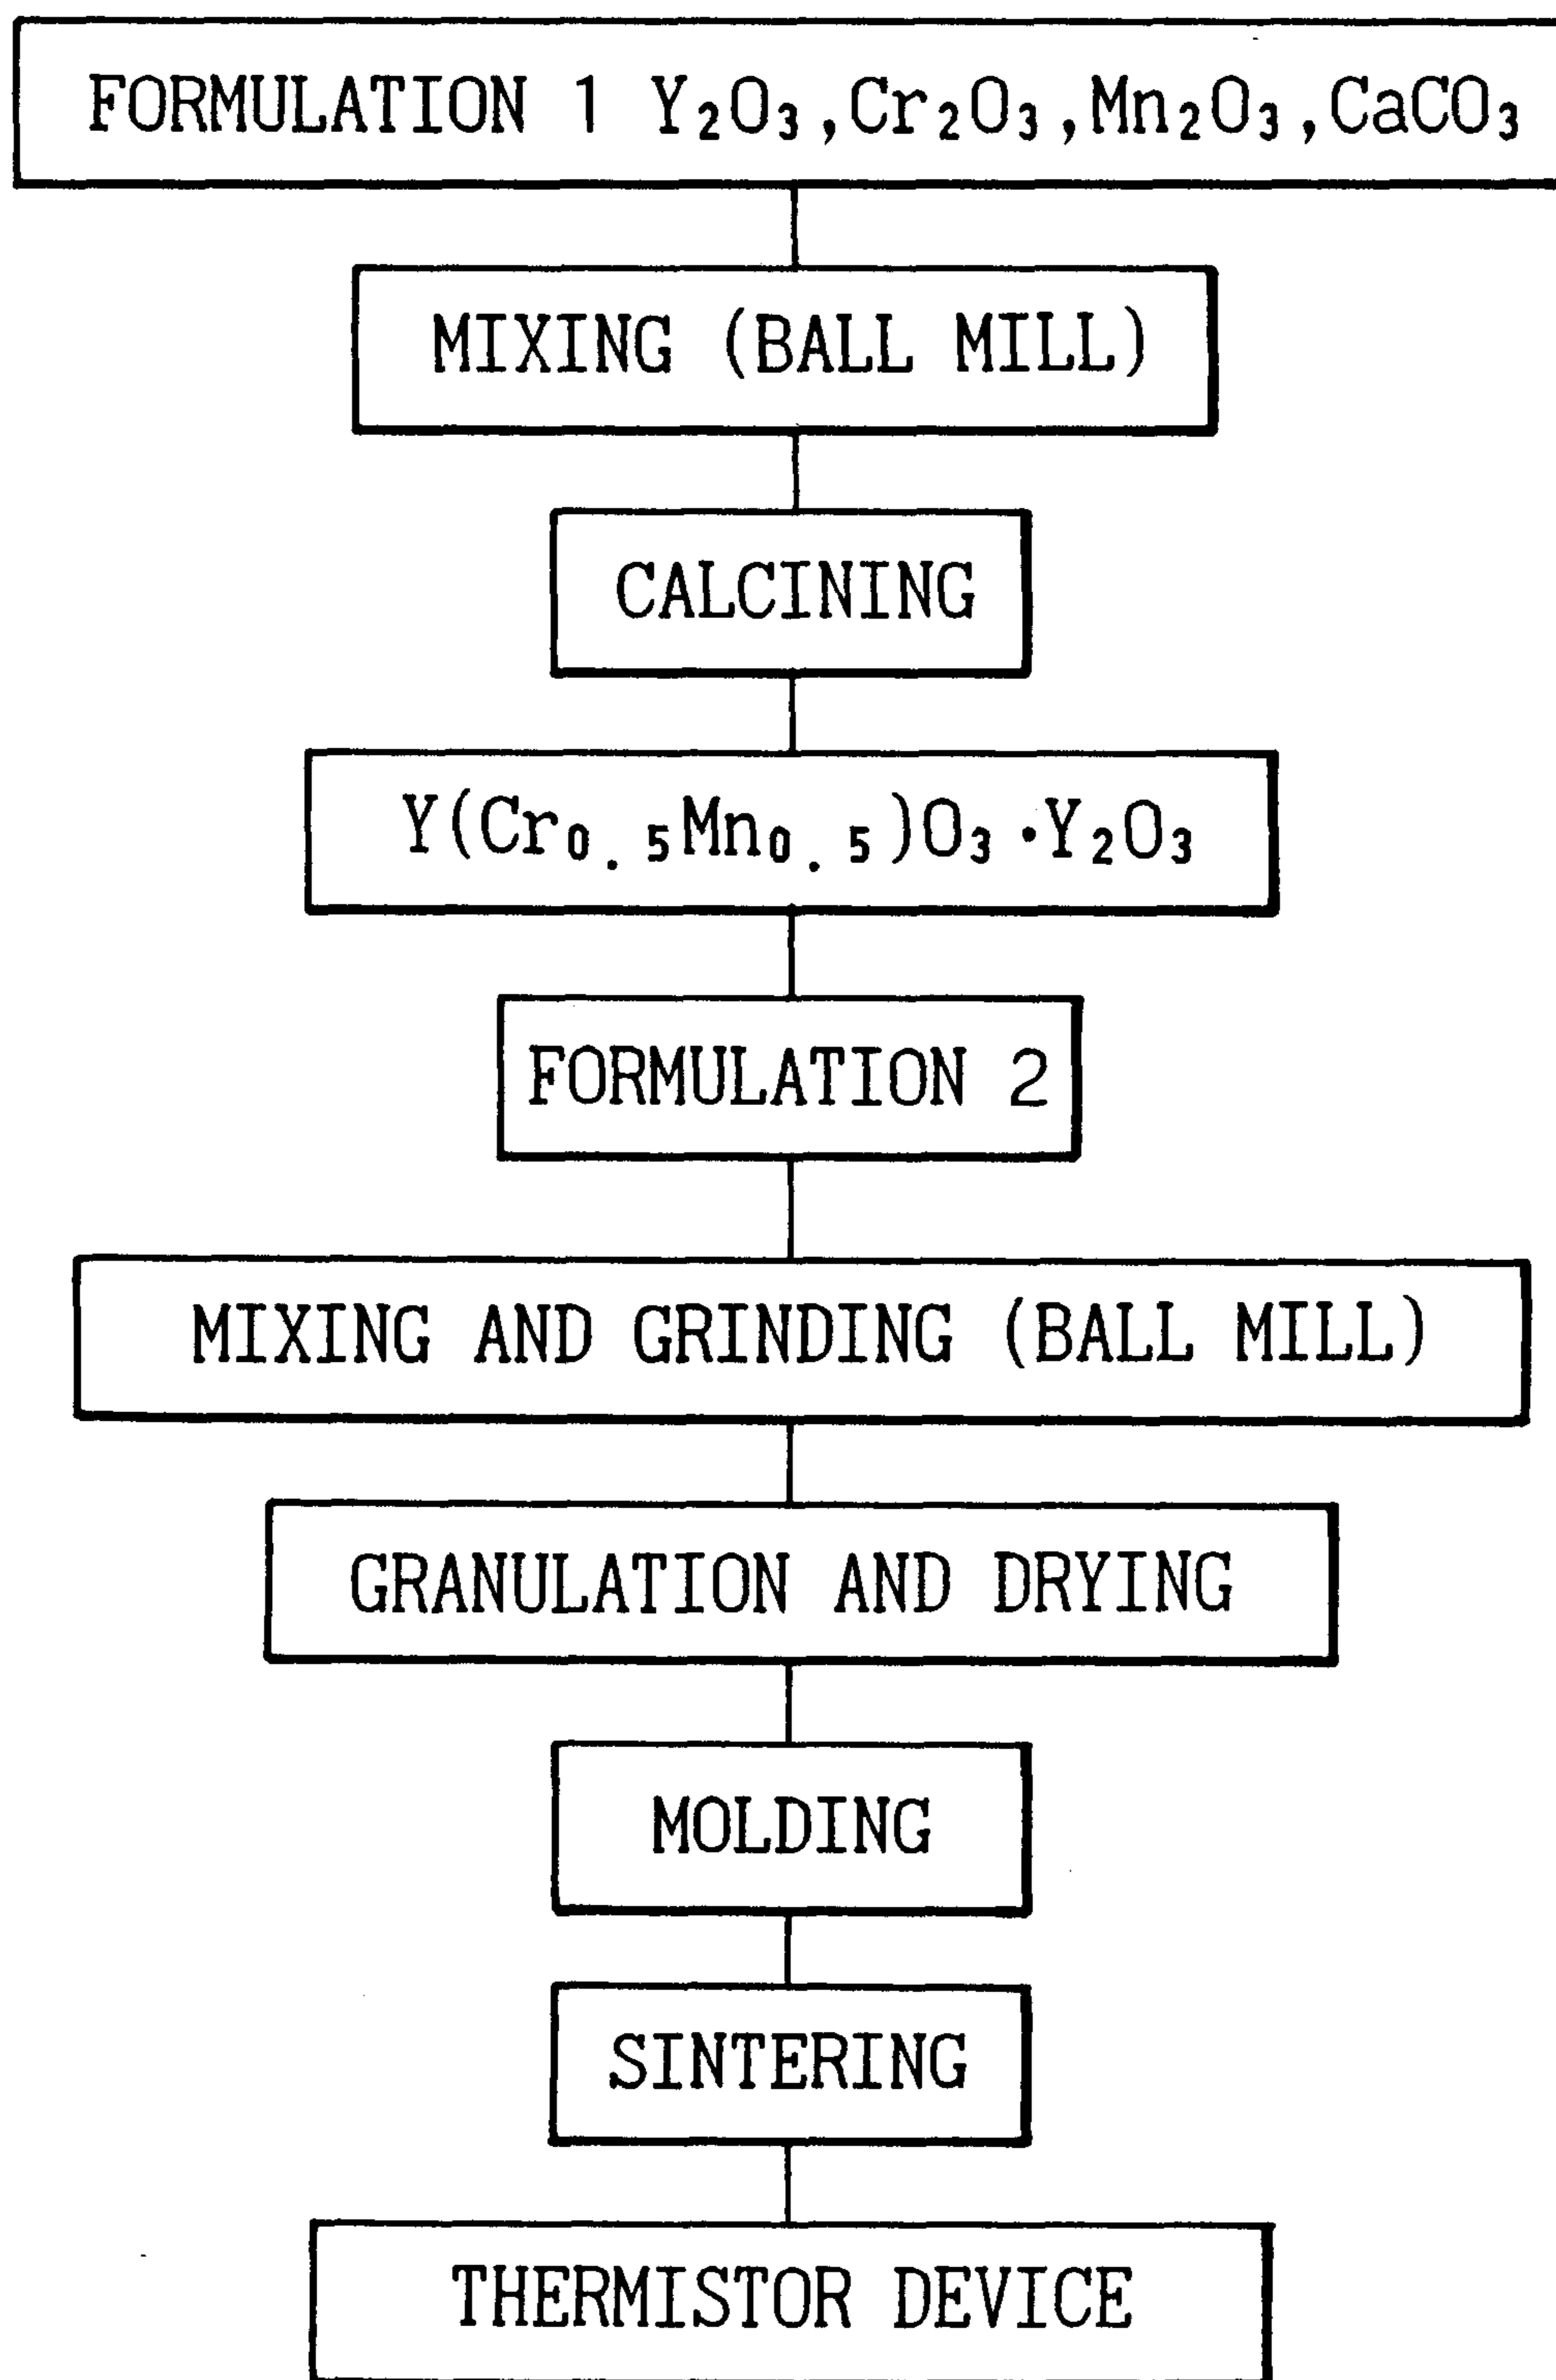 FORMULATION 1 Y₂O₃,Cr₂O₃,Mn₂O₃,CaCO₃
MIXING (BALL MILL)
CALCINING
Y(Cr₀.₅Mn₀.₅)O₃·Y₂O₃
FORMULATION 2
MIXING AND GRINDING (BALL MILL)
GRANULATION AND DRYING
MOLDING
SINTERING
THERMISTOR DEVICE